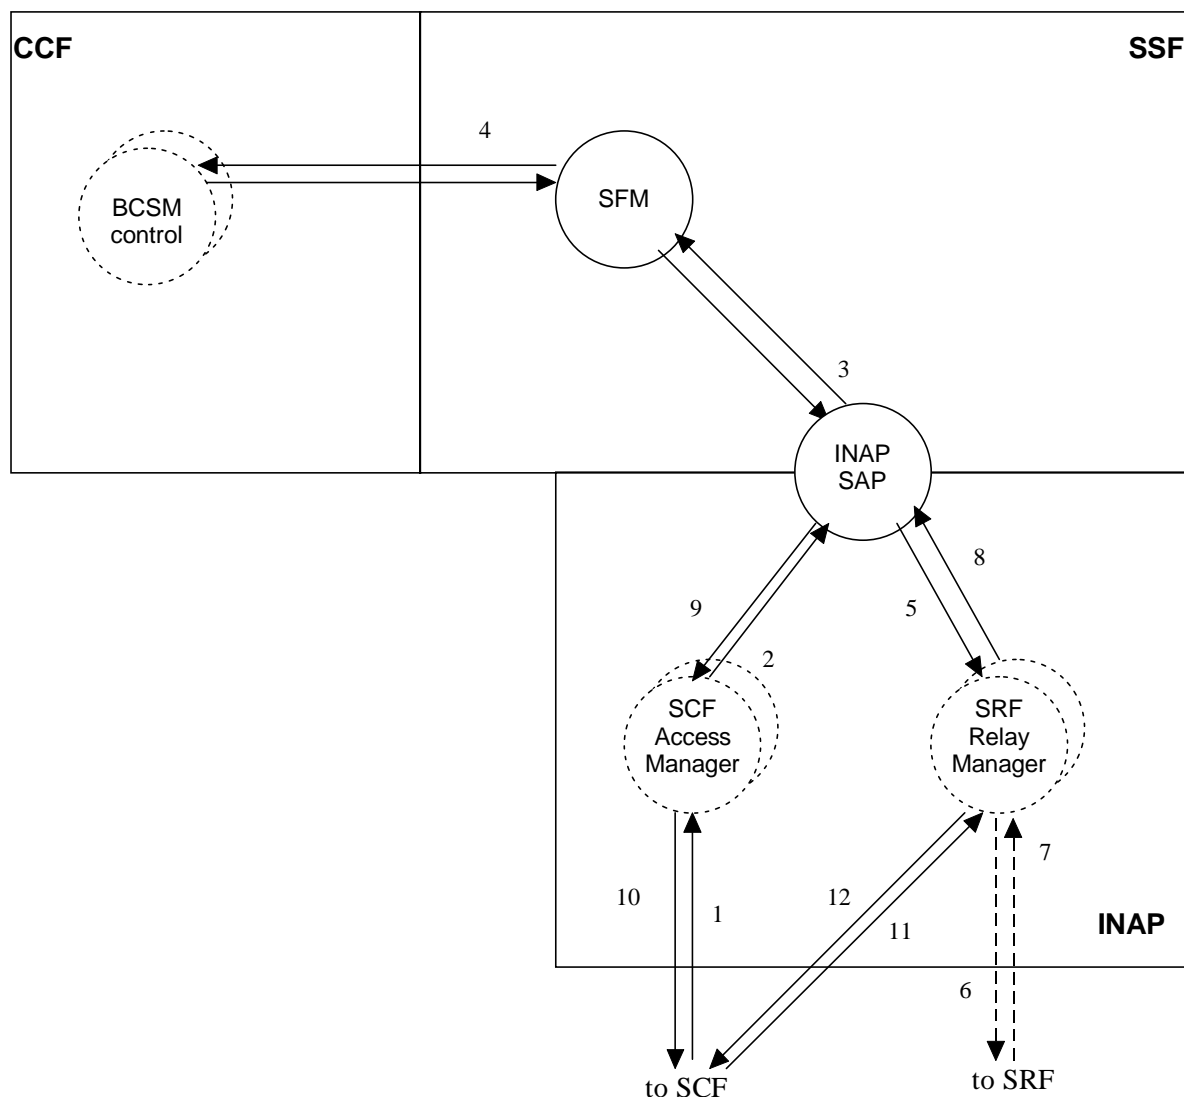 CCF
SSF
4
BCSM
control
SFM
3
INAP
SAP
9
5
8
2
SCF
Access
Manager
SRF
Relay
Manager
10
1
12
11
7
INAP
6
to SCF
to SRF